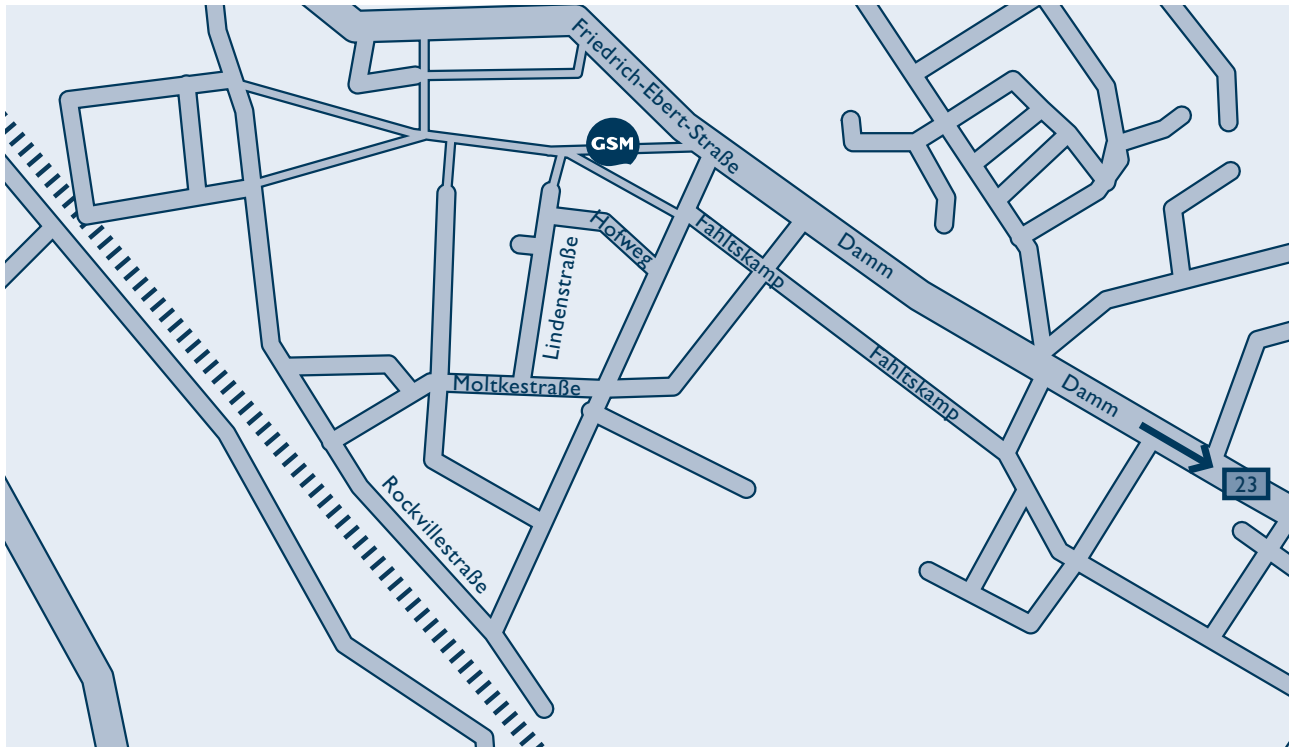 Friedrich-Ebert-Straße
GSM
Hofweg
Fahltskamp
Damm
Lindenstraße
Fahltskamp
Moltkestraße
Damm
Rockvillestraße
23